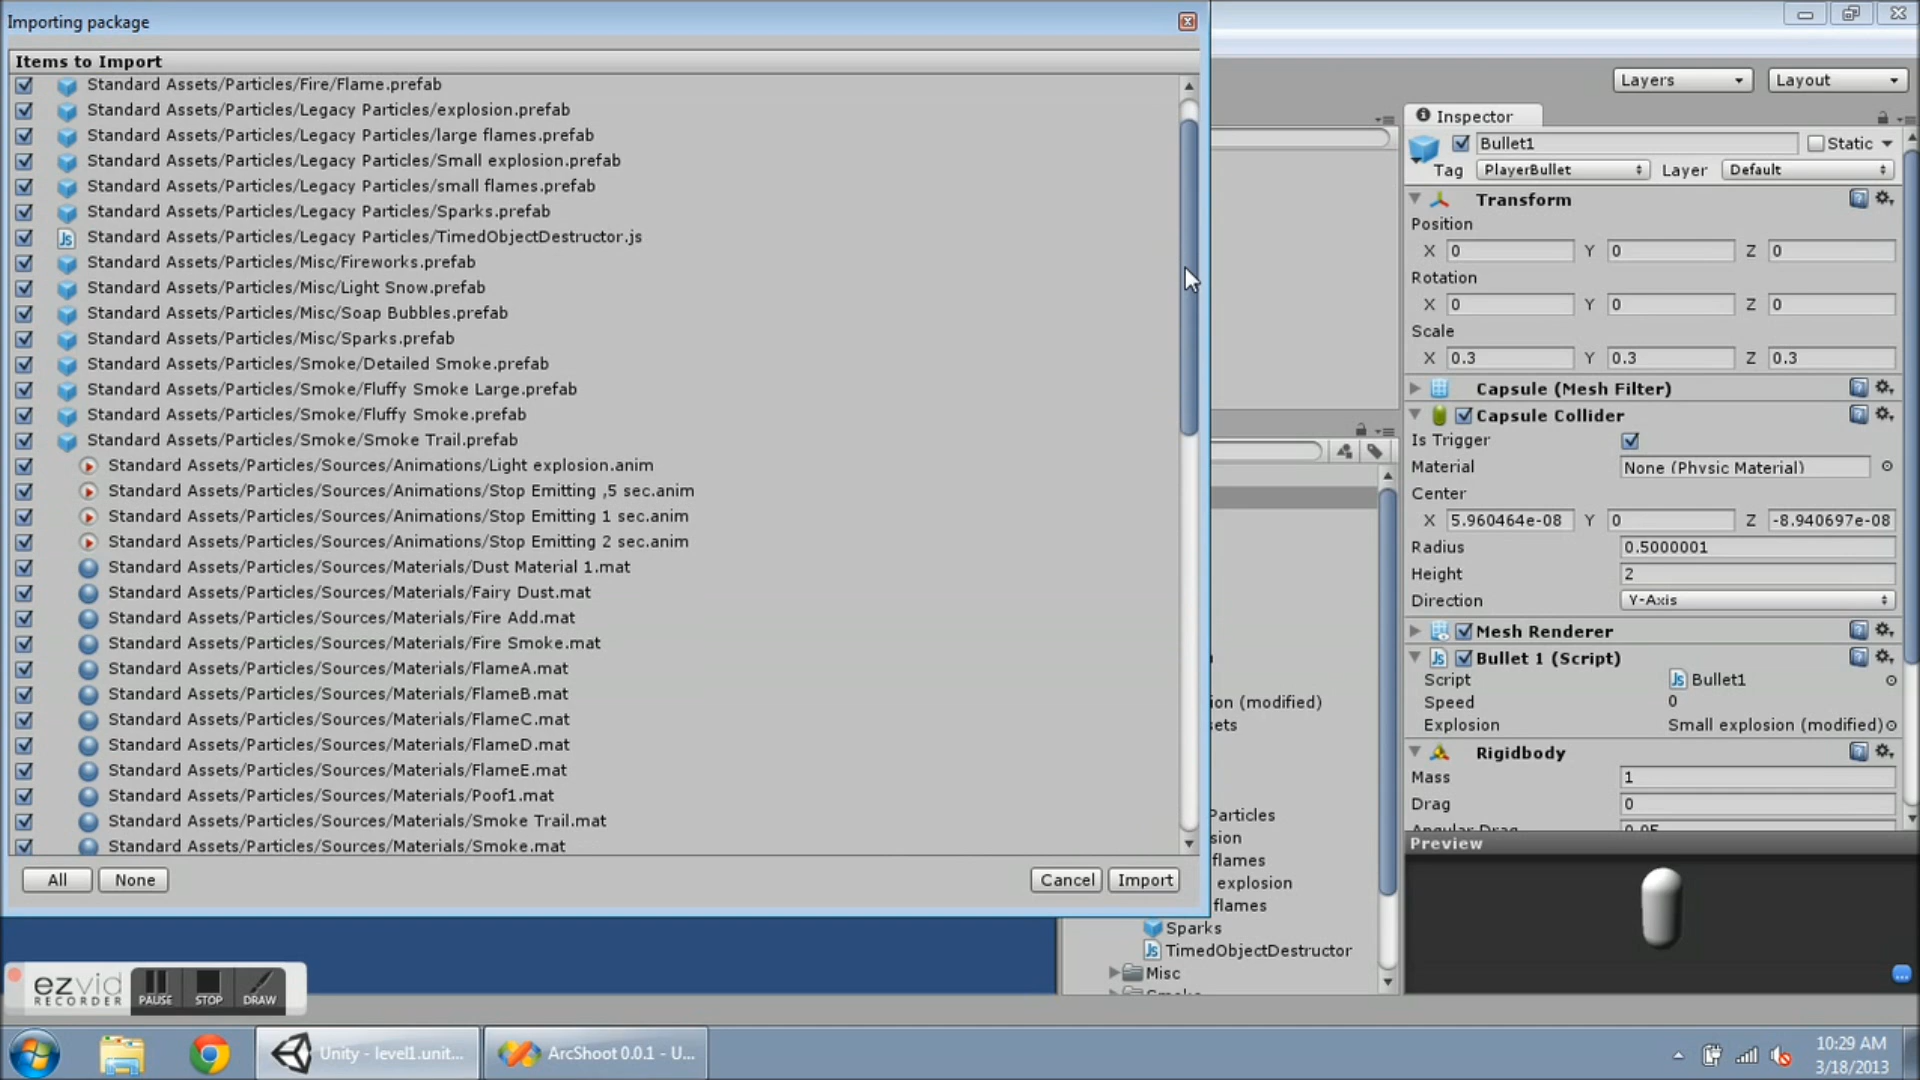 Importing package
Items to Import
Standard Assets/Particles/Fire/Flame.prefab
Standard Assets/Particles/Legacy Particles/explosion.prefab
Standard Assets/Particles/Legacy Particles/large flames.prefab
Standard Assets/Particles/Legacy Particles/Small explosion.prefab
Standard Assets/Particles/Legacy Particles/small flames.prefab
Standard Assets/Particles/Legacy Particles/Sparks.prefab
Js Standard Assets/Particles/Legacy Particles/TimedObjectDestructor.js
Standard Assets/Particles/Misc/Fireworks.prefab
Standard Assets/Particles/Misc/Light Snow.prefab
Standard Assets/Particles/Misc/Soap Bubbles.prefab
Standard Assets/Particles/Misc/Sparks.prefab
Standard Assets/Particles/Smoke/Detailed Smoke.prefab
Standard Assets/Particles/Smoke/Fluffy Smoke Large.prefab
Standard Assets/Particles/Smoke/Fluffy Smoke.prefab
Standard Assets/Particles/Smoke/Smoke Trail.prefab
Standard Assets/Particles/Sources/Animations/Light explosion.anim
Standard Assets/Particles/Sources/Animations/Stop Emitting ,5 sec.anim
Standard Assets/Particles/Sources/Animations/Stop Emitting 1 sec.anim
Standard Assets/Particles/Sources/Animations/Stop Emitting 2 sec.anim
Standard Assets/Particles/Sources/Materials/Dust Material 1.mat
Standard Assets/Particles/Sources/Materials/Fairy Dust.mat
Standard Assets/Particles/Sources/Materials/Fire Add.mat
Standard Assets/Particles/Sources/Materials/Fire Smoke.mat
Standard Assets/Particles/Sources/Materials/FlameA.mat
Standard Assets/Particles/Sources/Materials/FlameB.mat
Standard Assets/Particles/Sources/Materials/FlameC.mat
Standard Assets/Particles/Sources/Materials/FlameD.mat
Standard Assets/Particles/Sources/Materials/FlameE.mat
Standard Assets/Particles/Sources/Materials/Poof1.mat
Standard Assets/Particles/Sources/Materials/Smoke Trail.mat
Standard Assets/Particles/Sources/Materials/Smoke.mat
All None Cancel Import
ion (modified)
sets
Particles
sion
flames
explosion
flames
Sparks
Js TimedObjectDestructor
Misc
Layers Layout
Inspector
Bullet1 Static
Tag PlayerBullet Layer Default
Transform
Position
X 0 Y 0 Z 0
Rotation
X 0 Y 0 Z 0
Scale
X 0.3 Y 0.3 Z 0.3
Capsule (Mesh Filter)
Capsule Collider
Is Trigger
Material None (Physic Material)
Center
X 5.960464e-08 Y 0 Z -8.940697e-08
Radius 0.5000001
Height 2
Direction Y-Axis
Mesh Renderer
Js Bullet 1 (Script)
Script Js Bullet1
Speed 0
Explosion Small explosion (modified)
Rigidbody
Mass 1
Drag 0
Angular Drag 0.05
Preview
ezvid
RECORDER
PAUSE STOP DRAW
Unity - level1.unit...
ArcShoot 0.0.1 - U...
10:29 AM
3/18/2013